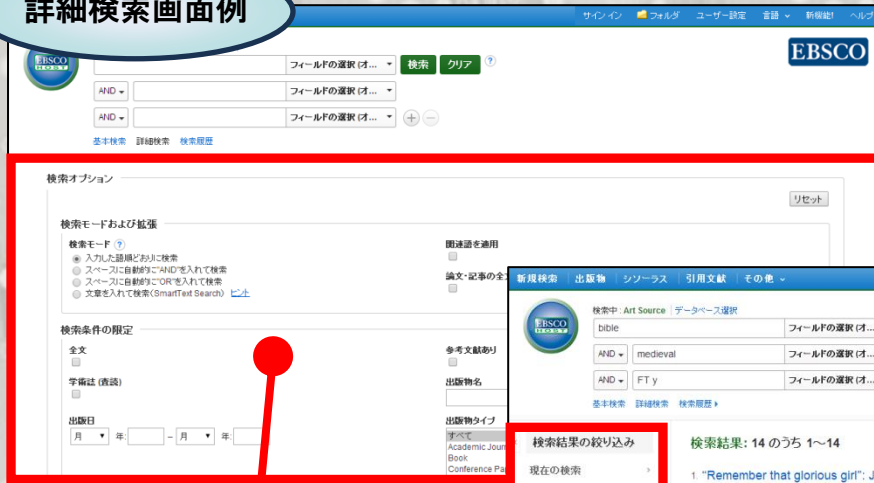 詳細検索画面例
サインイン フォルダ ユーザー設定 言語 新機能! ヘルプ
EBSCO HOST
フィールドの選択 (オ... 検索 クリア ?
EBSCO
AND フィールドの選択 (オ...
AND フィールドの選択 (オ...
基本検索 詳細検索 検索履歴
検索オプション
リセット
検索モードおよび拡張
検索モード ?
入力した語順どおりに検索
スペースに自動的に"AND"を入れて検索
スペースに自動的に"OR"を入れて検索
文章を入れて検索(SmartText Search) ヒント
関連語を適用
論文・記事の全文
検索条件の限定
全文
学術誌 (査読)
出版日
月 年: – 月 年:
参考文献あり
出版物名
出版物タイプ
すべて
Academic Journ
Book
Conference Pa
新規検索 出版物 シソーラス 引用文献 その他
検索中: Art Source データベース選択
EBSCO HOST
bible フィールドの選択 (オ...
AND medieval フィールドの選択 (オ...
AND FT y フィールドの選択 (オ...
基本検索 詳細検索 検索履歴
検索結果の絞り込み
現在の検索
検索結果: 14 のうち 1～14
1. "Remember that glorious girl": J